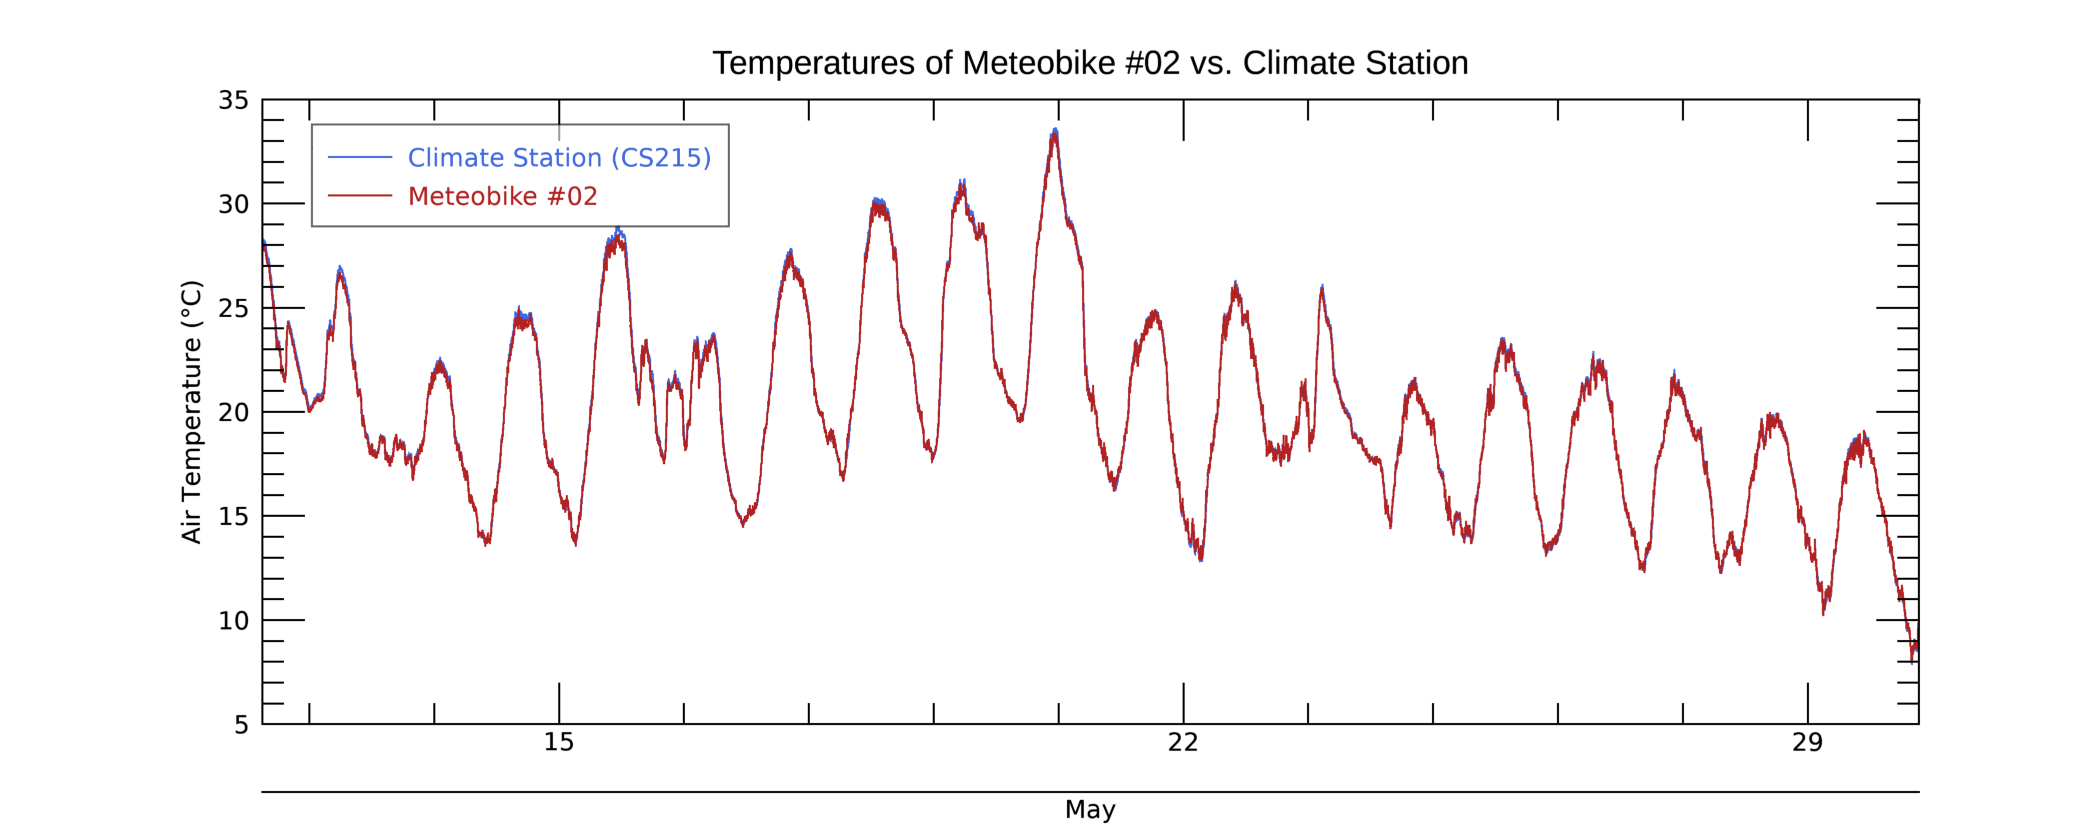 Temperatures of Meteobike #02 vs. Climate Station
35
30
25
20
15
10
5
Air Temperature (°C)
Climate Station (CS215)
Meteobike #02
15
22
29
May